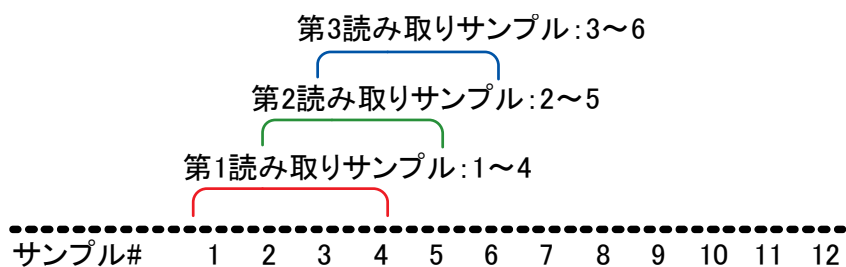 第3読み取りサンプル:3～6
第2読み取りサンプル:2～5
第1読み取りサンプル:1～4
サンプル# 1 2 3 4 5 6 7 8 9 10 11 12